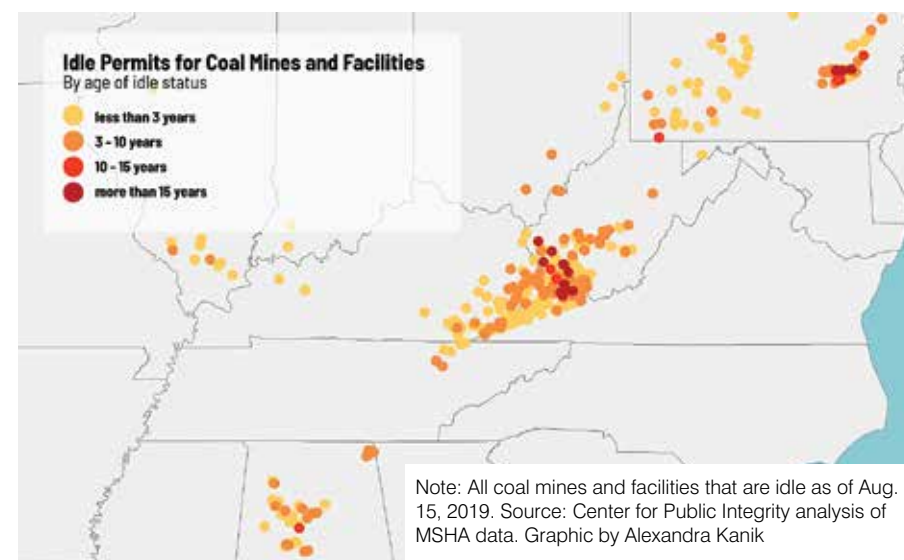 Idle Permits for Coal Mines and Facilities
By age of idle status
less than 3 years
3 - 10 years
10 - 15 years
more than 15 years
Note: All coal mines and facilities that are idle as of Aug.
15, 2019. Source: Center for Public Integrity analysis of
MSHA data. Graphic by Alexandra Kanik